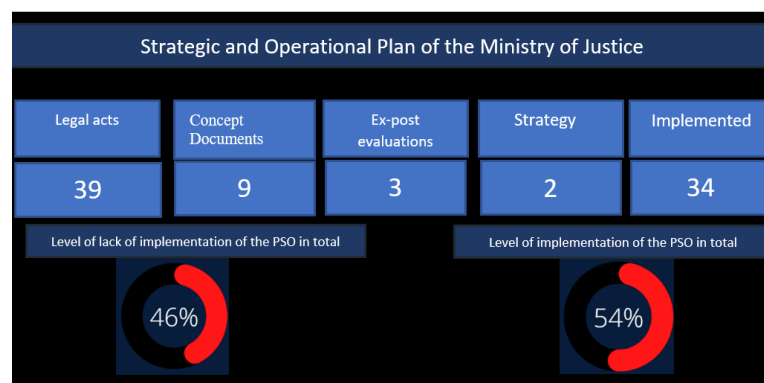 Strategic and Operational Plan of the Ministry of Justice
Legal acts
Concept
Documents
Ex-post
evaluations
Strategy
Implemented
39
9
3
2
34
Level of lack of implementation of the PSO in total
Level of implementation of the PSO in total
46%
54%